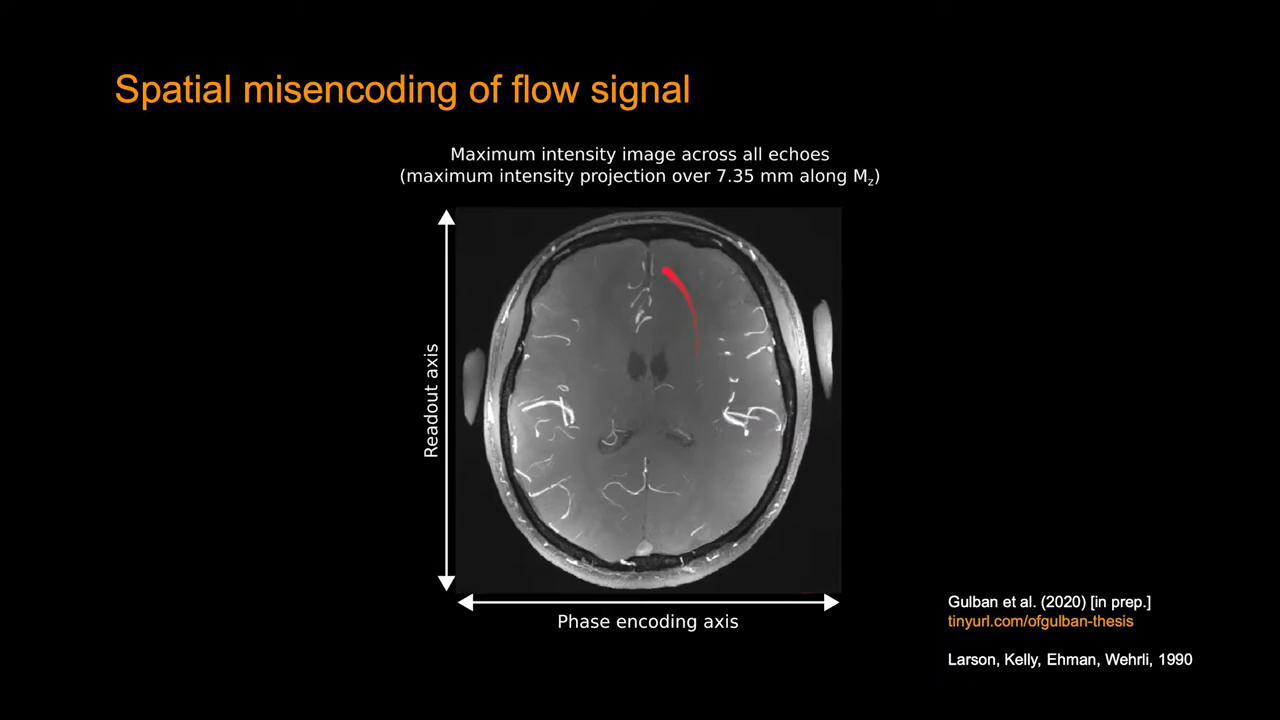 Spatial misencoding of flow signal
Maximum intensity image across all echoes
(maximum intensity projection over 7.35 mm along Mz)
Readout axis
Phase encoding axis
Gulban et al. (2020) [in prep.]
tinyurl.com/ofgulban-thesis
Larson, Kelly, Ehman, Wehrli, 1990